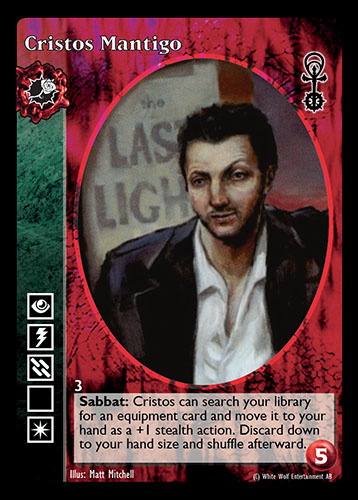 Cristos Mantigo
the
LAST
LIGH
3
Sabbat: Cristos can search your library
for an equipment card and move it to your
hand as a +1 stealth action. Discard down
to your hand size and shuffle afterward.
5
Illus: Matt Mitchell
(C) White Wolf Entertainment AB